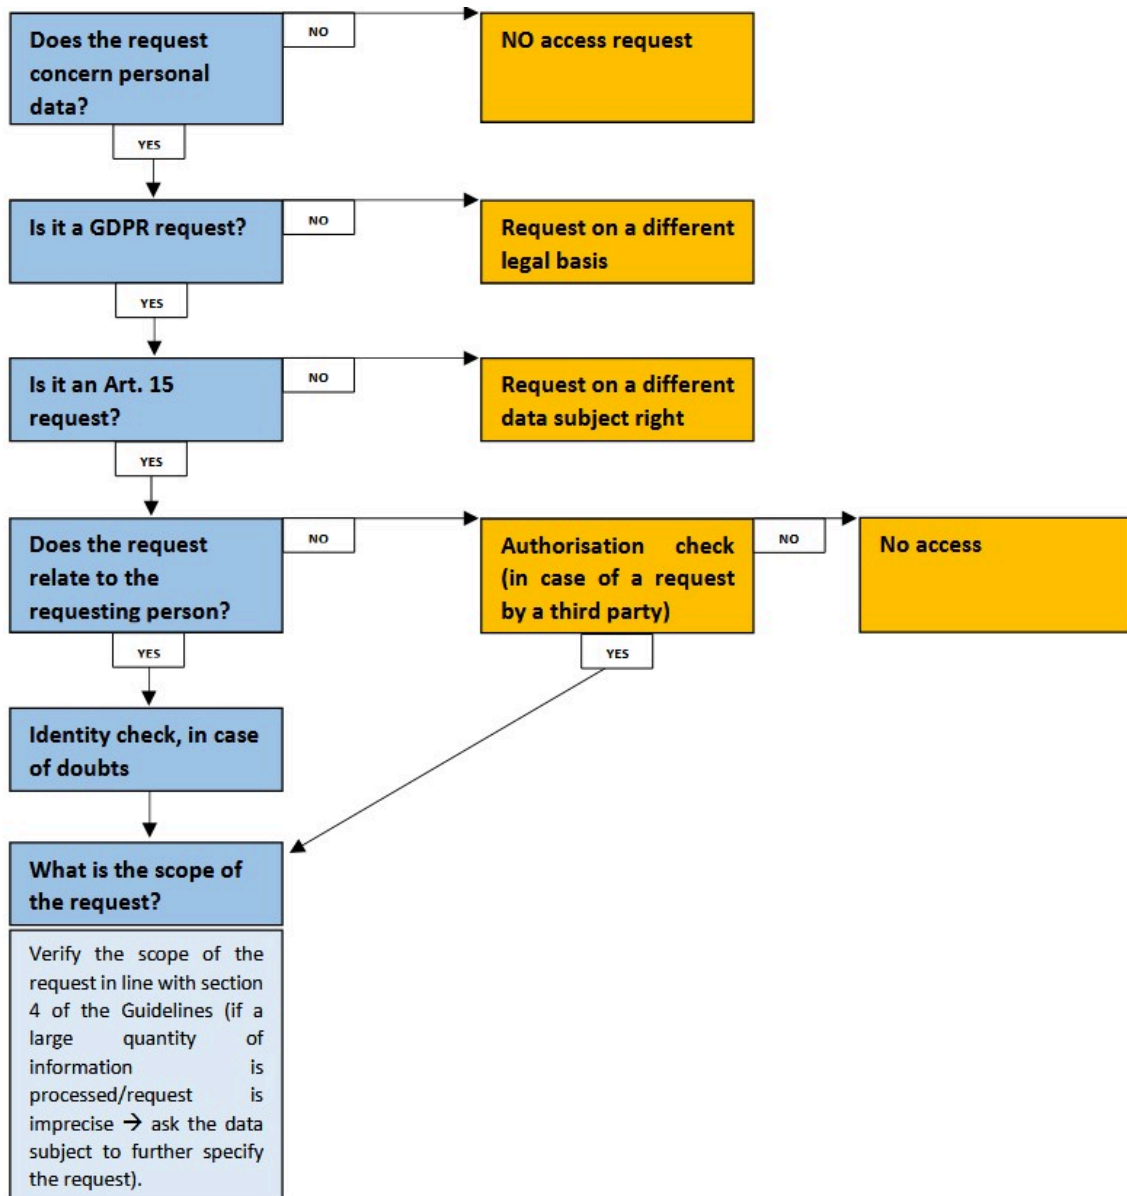 Does the request
concern personal
data?
NO
NO access request
YES
Is it a GDPR request?
NO
Request on a different
legal basis
YES
Is it an Art. 15
request?
NO
Request on a different
data subject right
YES
Does the request
relate to the
requesting person?
NO
Authorisation check
(in case of a request
by a third party)
NO
No access
YES
YES
Identity check, in case
of doubts
What is the scope of
the request?
Verify the scope of the
request in line with section
4 of the Guidelines (if a
large quantity of
information is
processed/request is
imprecise → ask the data
subject to further specify
the request).